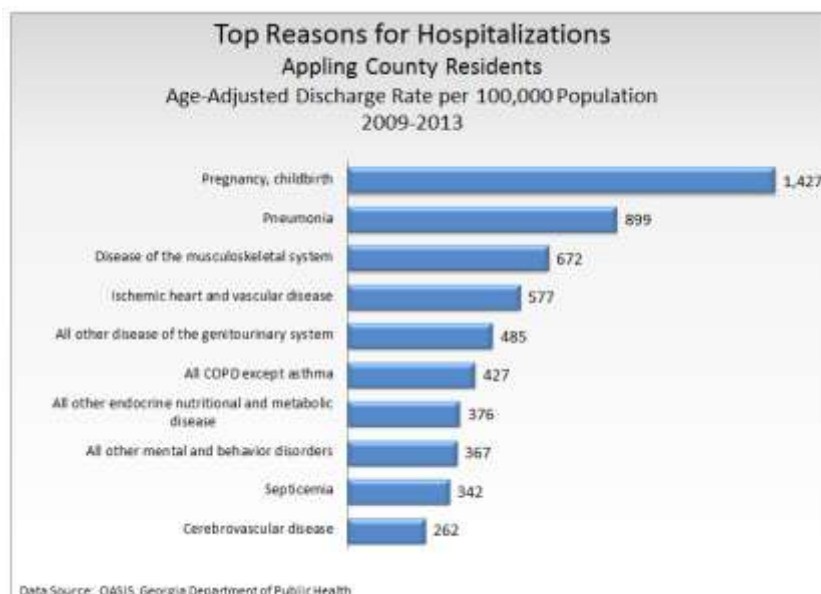 Top Reasons for Hospitalizations
Appling County Residents
Age-Adjusted Discharge Rate per 100,000 Population
2009-2013
Pregnancy, childbirth 1,427
Pneumonia 899
Disease of the musculoskeletal system 672
Ischemic heart and vascular disease 577
All other disease of the genitourinary system 485
All COPD except asthma 427
All other endocrine nutritional and metabolic
disease 376
All other mental and behavior disorders 367
Septicemia 342
Cerebrovascular disease 262
Data Source: OASIS, Georgia Department of Public Health